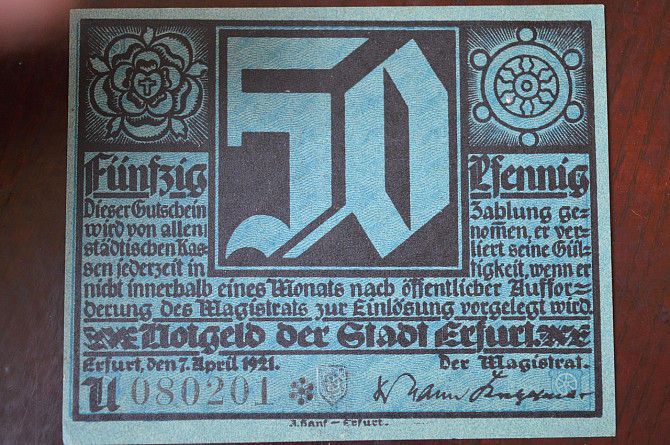 50
Fünfzig Pfennig
Dieser Gutschein Zahlung ge-
wird von allen nomen, er ver-
städtischen Kas- liert seine Gül-
sen jederzeit in tigkeit, wenn er
nicht innerhalb eines Monats nach öffentlicher Auffor-
derung des Magistrats zur Einlösung vorgelegt wird.
Notgeld der Stadt Erfurt.
Erfurt, den 7. April 1921. Der Magistrat.
U 080201
A. Hanf - Erfurt.